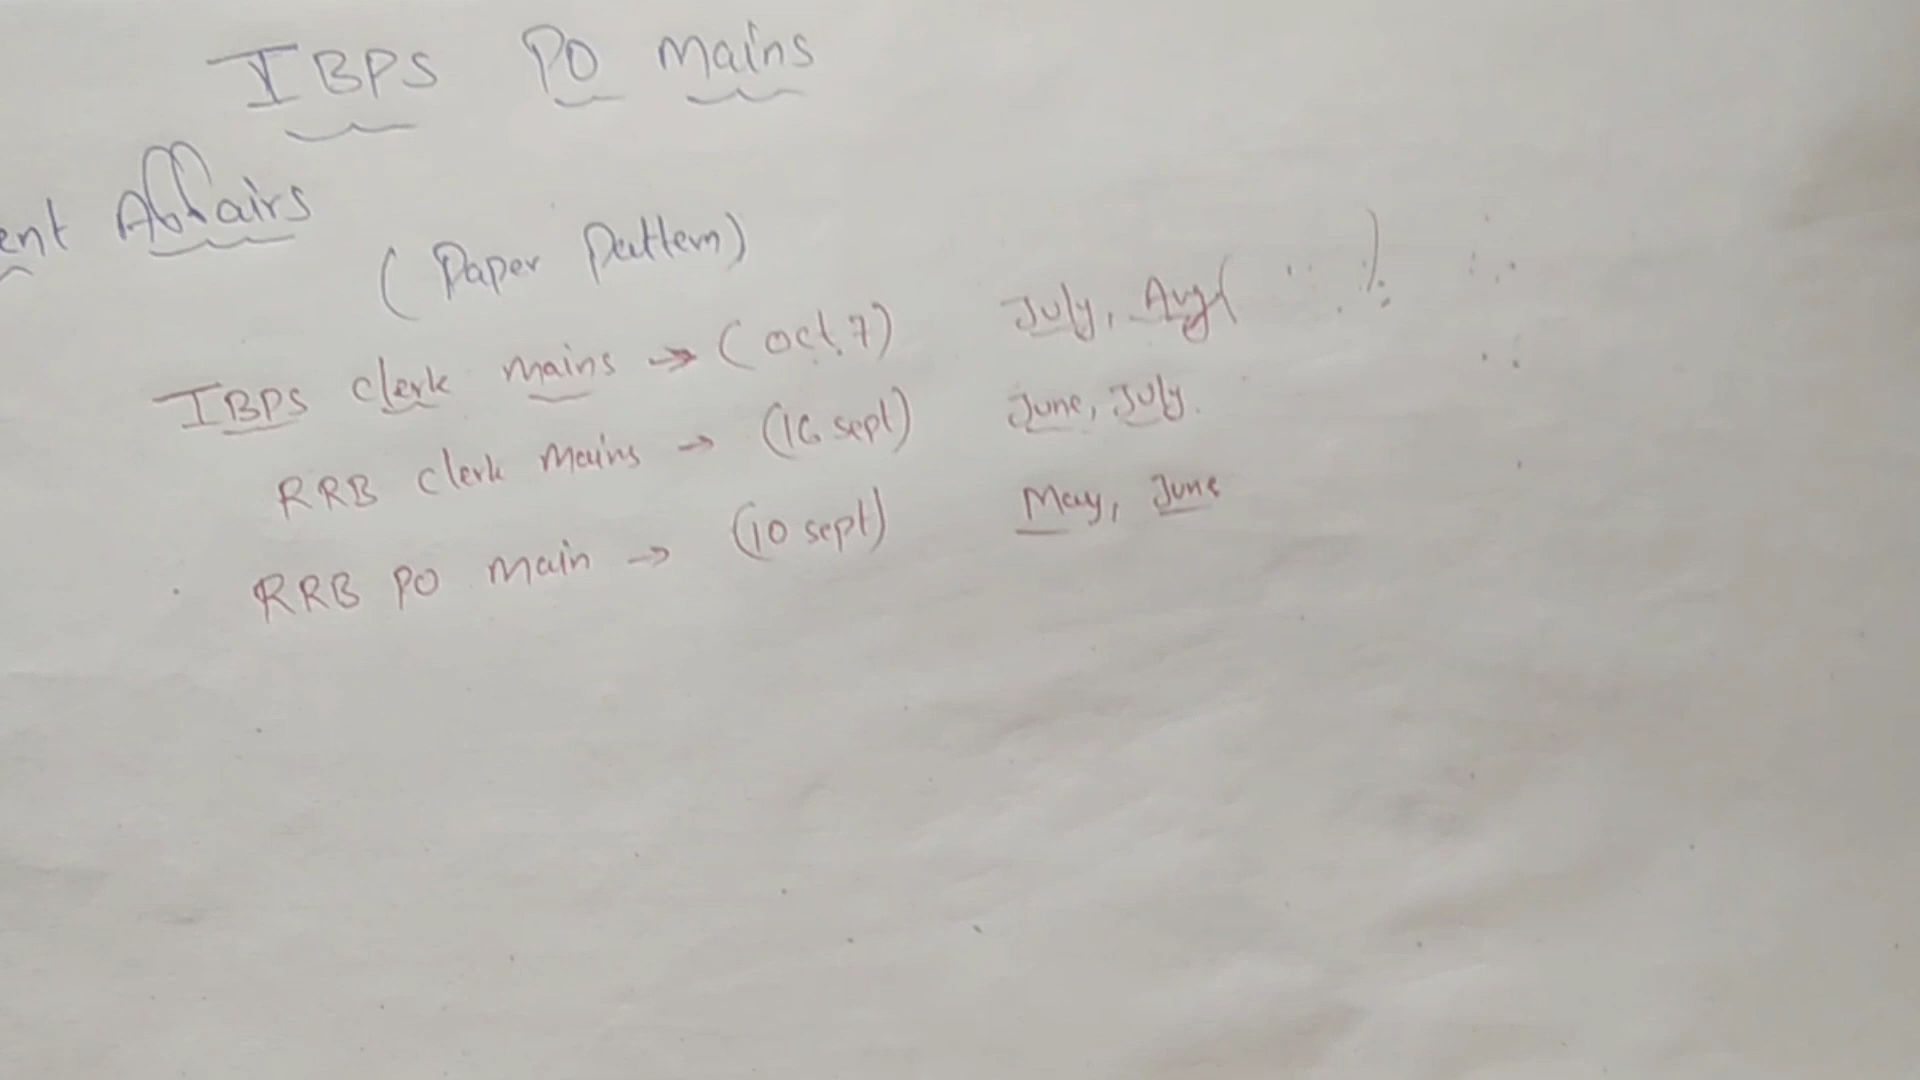 IBPS PO Mains
ent Affairs
(Paper Pattern)
IBPS clerk mains → (oct. 7) July, Aug( )
RRB clerk Mains → (16 sept) June, July.
RRB PO main → (10 sept) May, June